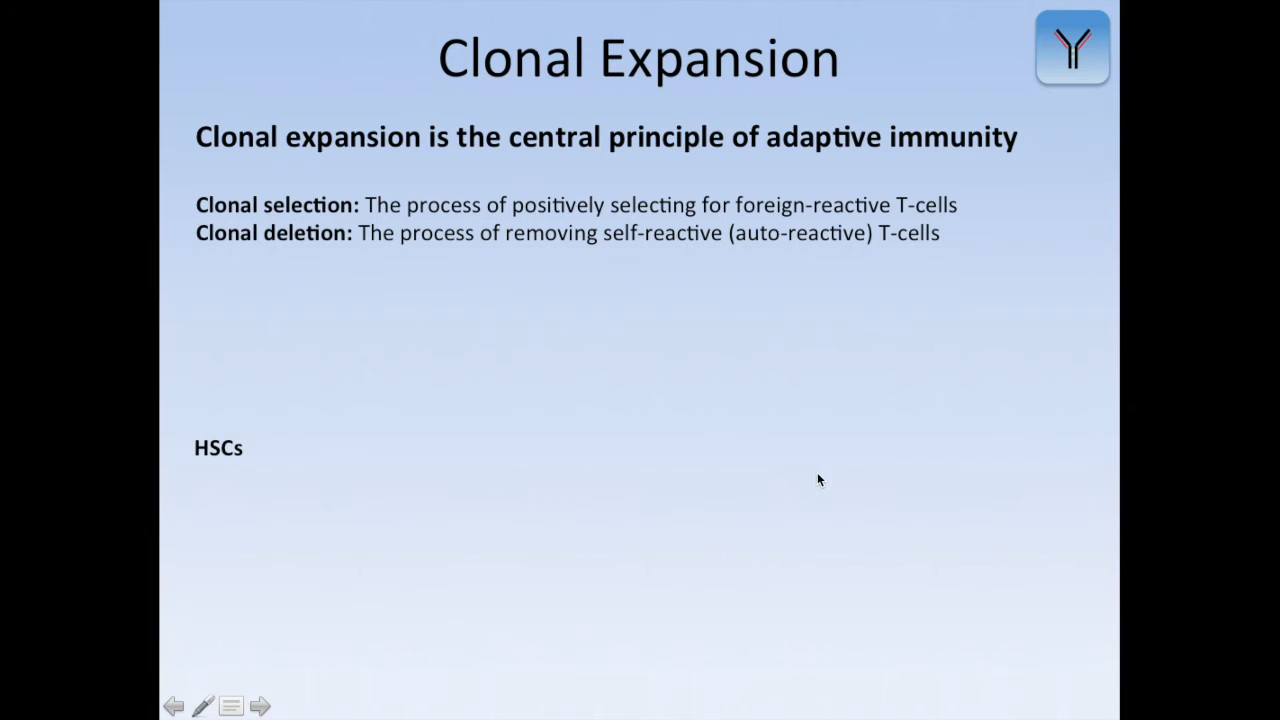 Clonal Expansion
Clonal expansion is the central principle of adaptive immunity
Clonal selection: The process of positively selecting for foreign-reactive T-cells
Clonal deletion: The process of removing self-reactive (auto-reactive) T-cells
HSCs